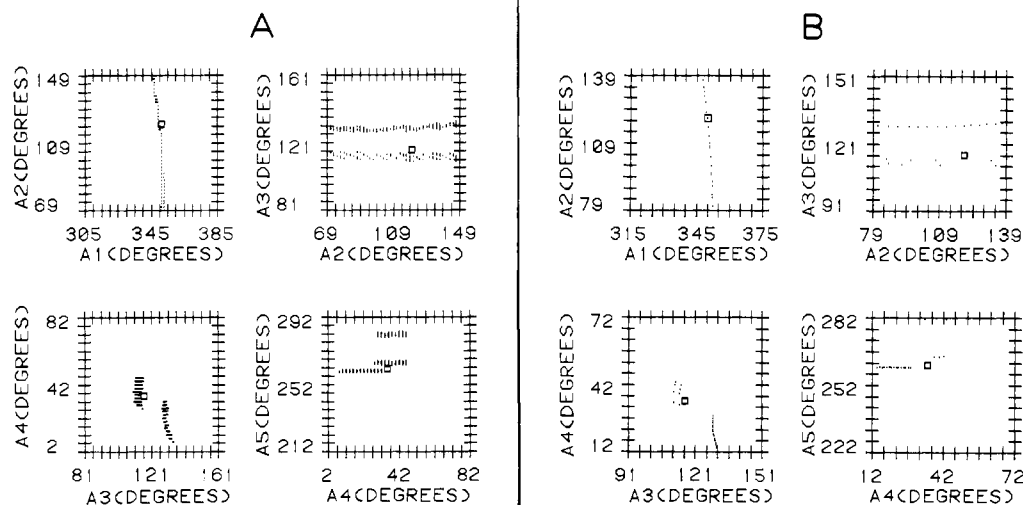 A
B
A2(DEGREES)
149
109
69
305 345 385
A1(DEGREES)
A3(DEGREES)
161
121
81
69 109 149
A2(DEGREES)
A2(DEGREES)
139
109
79
315 345 375
A1(DEGREES)
A3(DEGREES)
151
121
91
79 109 139
A2(DEGREES)
A4(DEGREES)
82
42
2
81 121 161
A3(DEGREES)
A5(DEGREES)
292
252
212
2 42 82
A4(DEGREES)
A4(DEGREES)
72
42
12
91 121 151
A3(DEGREES)
A5(DEGREES)
282
252
222
12 42 72
A4(DEGREES)